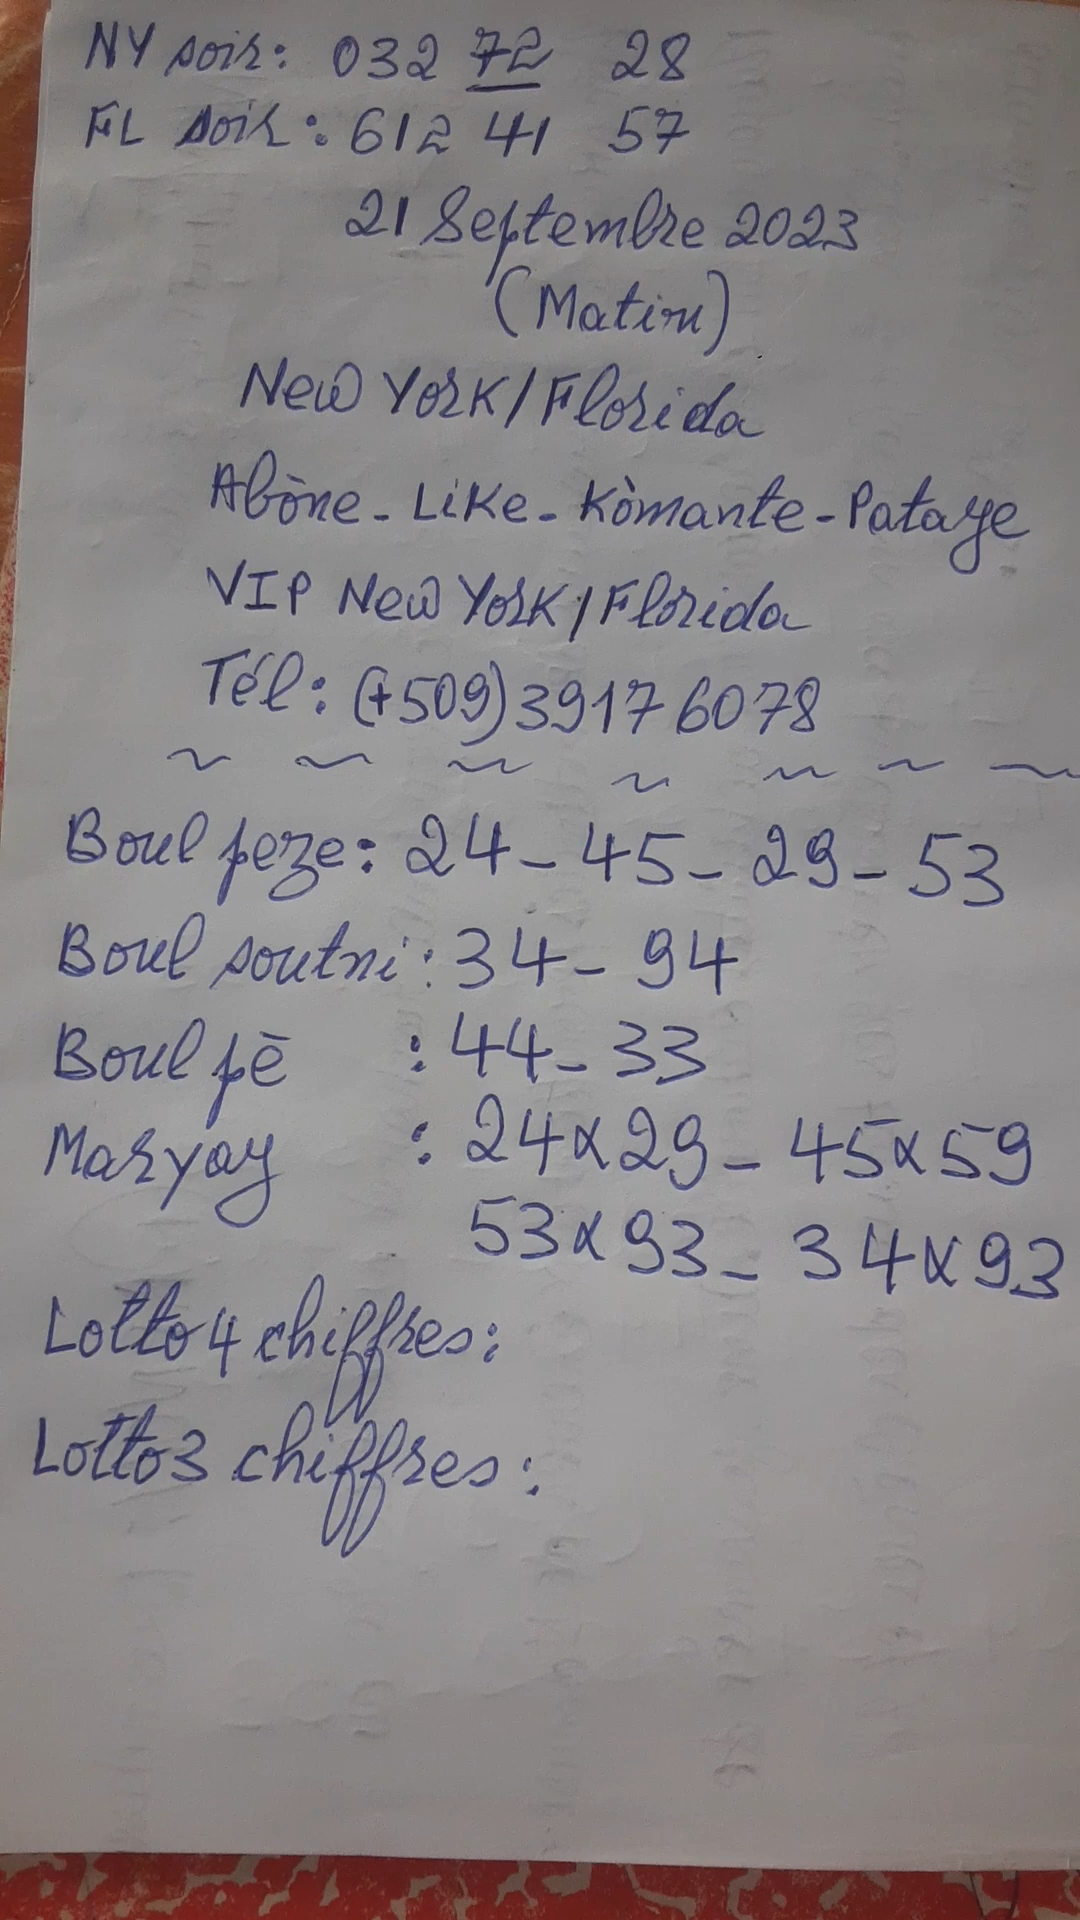 NY soir: 032 72 28
FL soir: 612 41 57
21 Septembre 2023
(Matin)
New York/Florida
Abòne - Like - Kòmante - Pataje
VIP New York/Florida
Tél: (+509) 3917 6078
Boul peze: 24 - 45 - 29 - 53
Boul soutni: 34 - 94
Boul pè : 44 - 33
Maryaj : 24x29 - 45x59
53x93 - 34x93
Lotto 4 chiffres:
Lotto 3 chiffres: